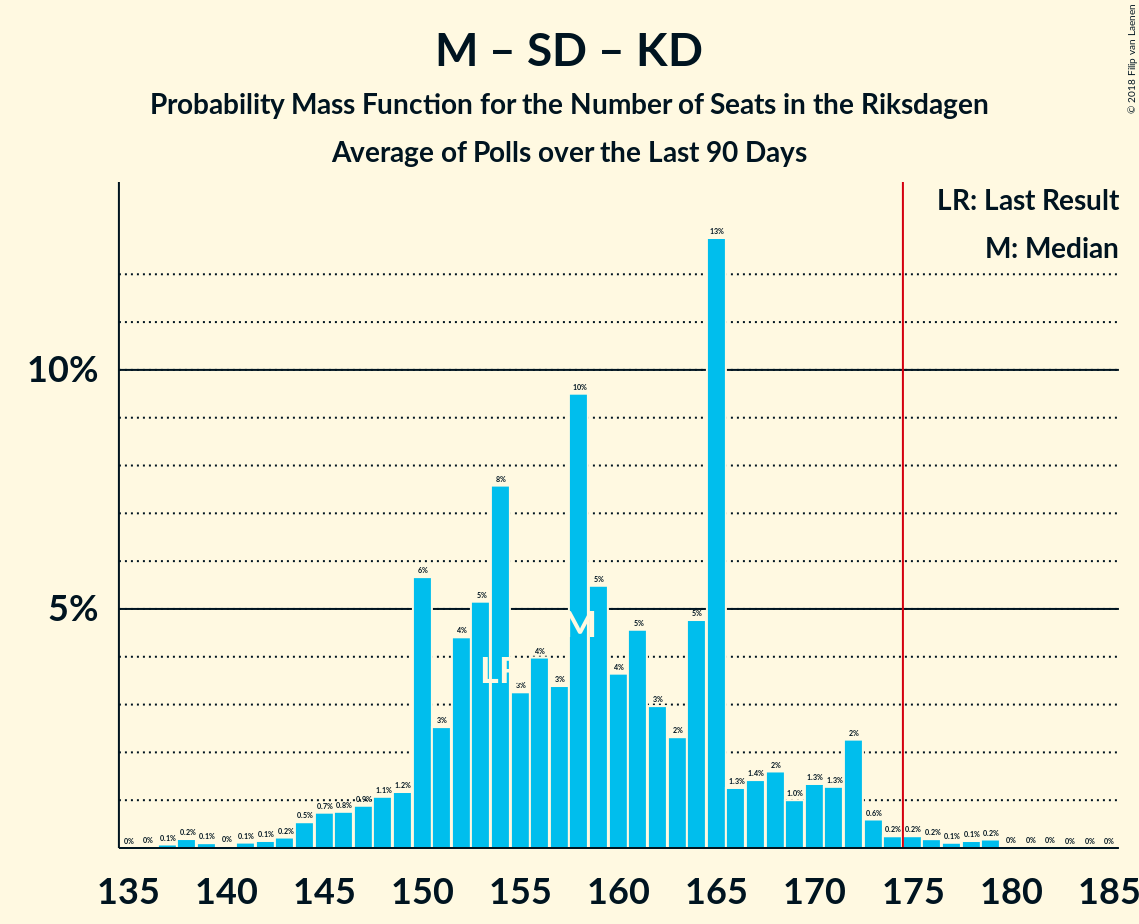 M – SD – KD
Probability Mass Function for the Number of Seats in the Riksdagen
Average of Polls over the Last 90 Days
© 2018 Filip van Laenen
LR: Last Result
M: Median
10%
5%
0% 0% 0.1% 0.2% 0.1% 0% 0.1% 0.1% 0.2% 0.5% 0.7% 0.8% 0.9% 1.1% 1.2% 6% 3% 4% 5% 8% 3% 4% 3% 10% 5% 4% 5% 3% 2% 5% 13% 1.3% 1.4% 2% 1.0% 1.3% 1.3% 2% 0.6% 0.2% 0.2% 0.2% 0.1% 0.1% 0.2% 0% 0% 0% 0% 0% 0%
LR
M
135 140 145 150 155 160 165 170 175 180 185